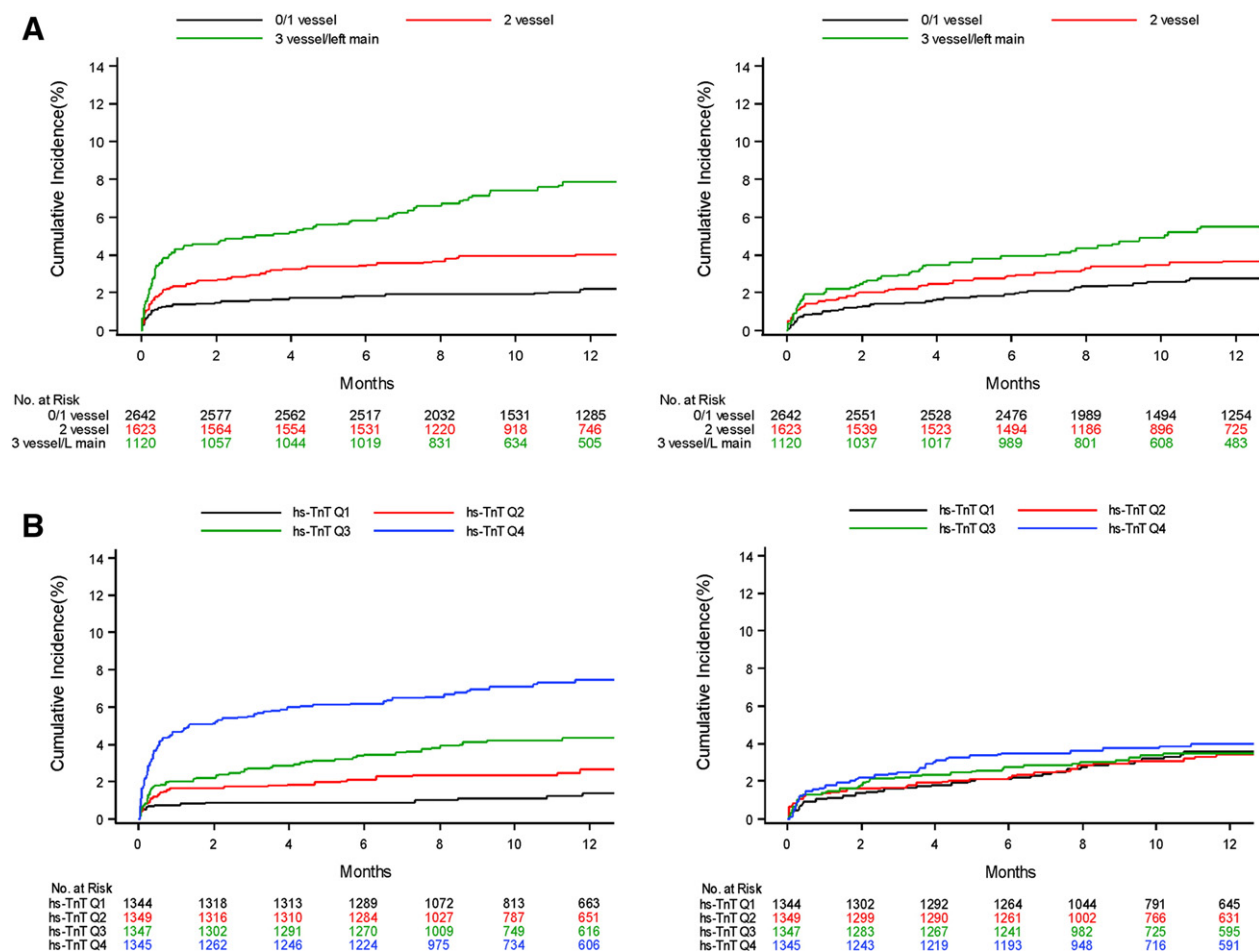 A
0/1 vessel 2 vessel
3 vessel/left main
Cumulative Incidence(%)
14
12
10
8
6
4
2
0
0 2 4 6 8 10 12
Months
No. at Risk
0/1 vessel 2642 2577 2562 2517 2032 1531 1285
2 vessel 1623 1564 1554 1531 1220 918 746
3 vessel/L main 1120 1057 1044 1019 831 634 505
0/1 vessel 2 vessel
3 vessel/left main
Cumulative Incidence(%)
14
12
10
8
6
4
2
0
0 2 4 6 8 10 12
Months
No. at Risk
0/1 vessel 2642 2551 2528 2476 1989 1494 1254
2 vessel 1623 1539 1523 1494 1186 896 725
3 vessel/L main 1120 1037 1017 989 801 608 483
B
hs-TnT Q1 hs-TnT Q2
hs-TnT Q3 hs-TnT Q4
Cumulative Incidence(%)
14
12
10
8
6
4
2
0
0 2 4 6 8 10 12
Months
No. at Risk
hs-TnT Q1 1344 1318 1313 1289 1072 813 663
hs-TnT Q2 1349 1316 1310 1284 1027 787 651
hs-TnT Q3 1347 1302 1291 1270 1009 749 616
hs-TnT Q4 1345 1262 1246 1224 975 734 606
hs-TnT Q1 hs-TnT Q2
hs-TnT Q3 hs-TnT Q4
Cumulative Incidence(%)
14
12
10
8
6
4
2
0
0 2 4 6 8 10 12
Months
No. at Risk
hs-TnT Q1 1344 1302 1292 1264 1044 791 645
hs-TnT Q2 1349 1299 1290 1261 1002 766 631
hs-TnT Q3 1347 1283 1267 1241 982 725 595
hs-TnT Q4 1345 1243 1219 1193 948 716 591